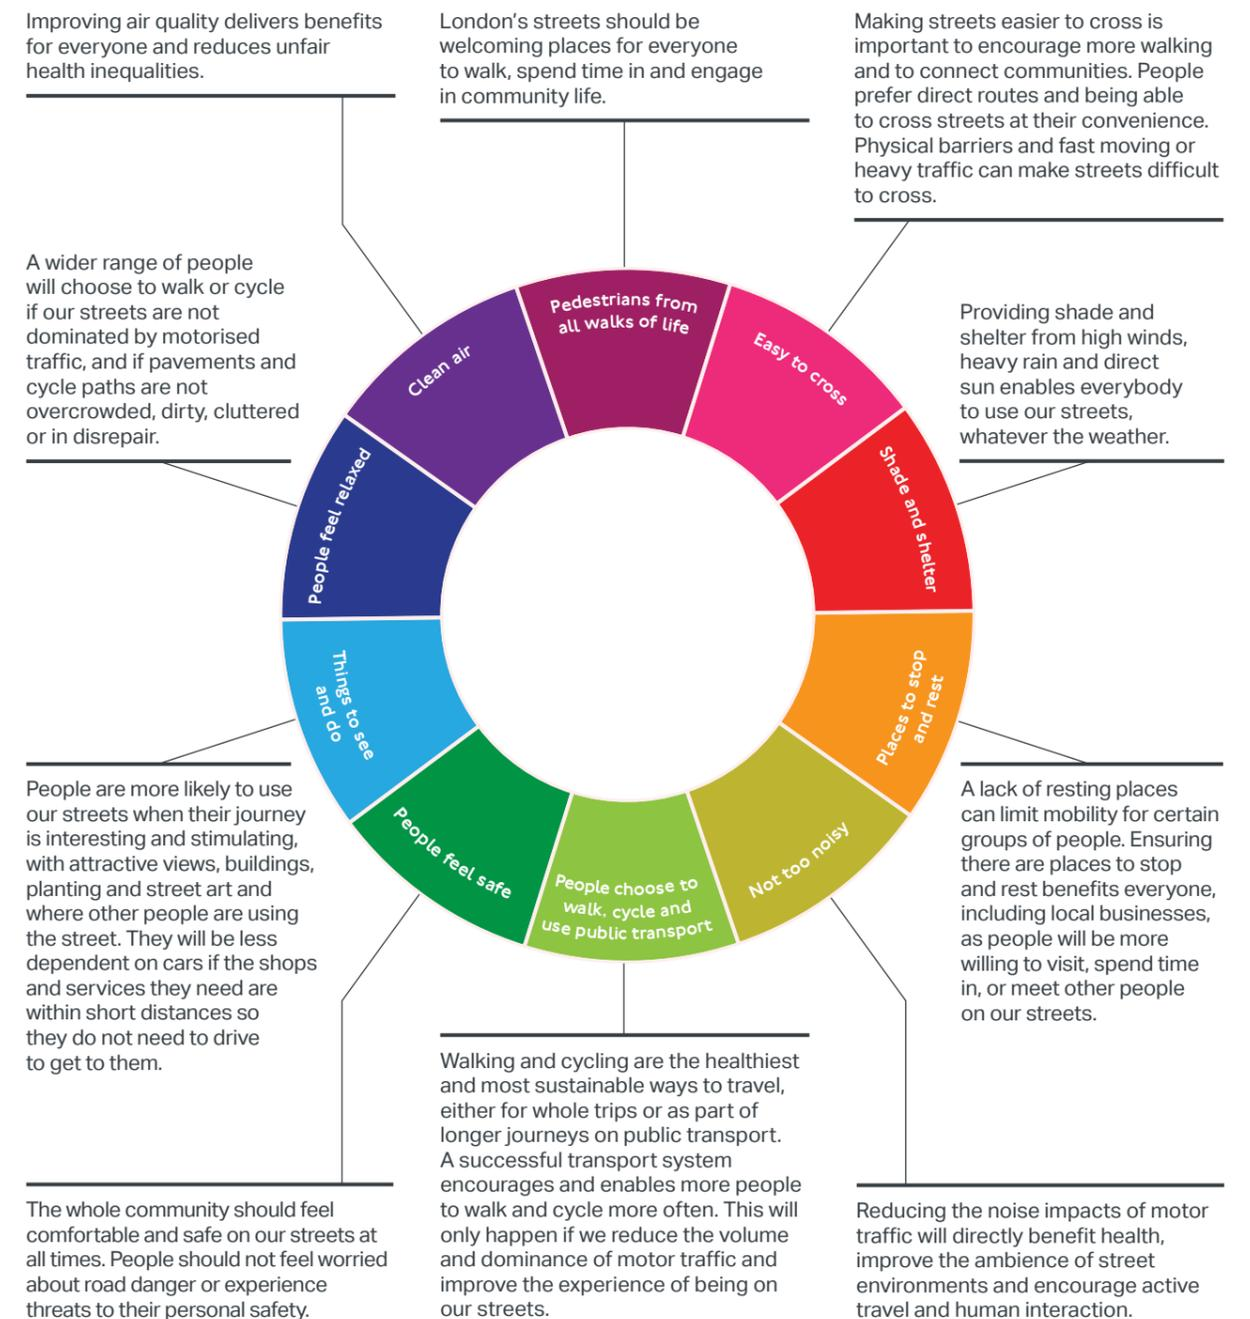 Improving air quality delivers benefits
for everyone and reduces unfair
health inequalities.
London's streets should be
welcoming places for everyone
to walk, spend time in and engage
in community life.
Making streets easier to cross is
important to encourage more walking
and to connect communities. People
prefer direct routes and being able
to cross streets at their convenience.
Physical barriers and fast moving or
heavy traffic can make streets difficult
to cross.
A wider range of people
will choose to walk or cycle
if our streets are not
dominated by motorised
traffic, and if pavements and
cycle paths are not
overcrowded, dirty, cluttered
or in disrepair.
Providing shade and
shelter from high winds,
heavy rain and direct
sun enables everybody
to use our streets,
whatever the weather.
Pedestrians from
all walks of life
Easy to cross
Shade and shelter
Places to stop
and rest
Not too noisy
People choose to
walk, cycle and
use public transport
People feel safe
Things to see
and do
People feel relaxed
Clean air
People are more likely to use
our streets when their journey
is interesting and stimulating,
with attractive views, buildings,
planting and street art and
where other people are using
the street. They will be less
dependent on cars if the shops
and services they need are
within short distances so
they do not need to drive
to get to them.
A lack of resting places
can limit mobility for certain
groups of people. Ensuring
there are places to stop
and rest benefits everyone,
including local businesses,
as people will be more
willing to visit, spend time
in, or meet other people
on our streets.
The whole community should feel
comfortable and safe on our streets at
all times. People should not feel worried
about road danger or experience
threats to their personal safety.
Walking and cycling are the healthiest
and most sustainable ways to travel,
either for whole trips or as part of
longer journeys on public transport.
A successful transport system
encourages and enables more people
to walk and cycle more often. This will
only happen if we reduce the volume
and dominance of motor traffic and
improve the experience of being on
our streets.
Reducing the noise impacts of motor
traffic will directly benefit health,
improve the ambience of street
environments and encourage active
travel and human interaction.